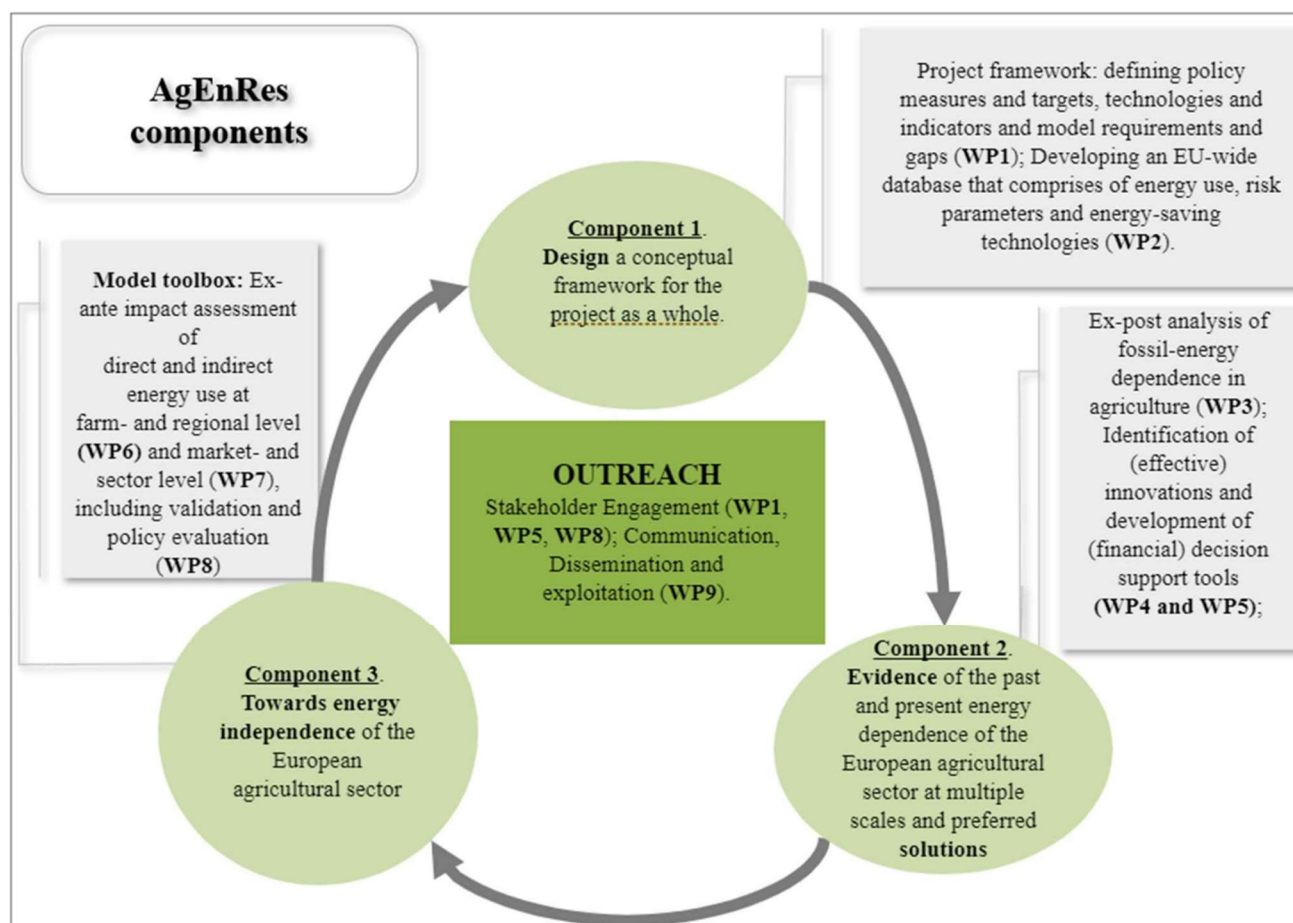 AgEnRes
components
Project framework: defining policy
measures and targets, technologies and
indicators and model requirements and
gaps (WP1); Developing an EU-wide
database that comprises of energy use, risk
parameters and energy-saving
technologies (WP2).
Component 1.
Design a conceptual
framework for the
project as a whole.
Model toolbox: Ex-
ante impact assessment
of
direct and indirect
energy use at
farm- and regional level
(WP6) and market- and
sector level (WP7),
including validation and
policy evaluation
(WP8)
Ex-post analysis of
fossil-energy
dependence in
agriculture (WP3);
Identification of
(effective)
innovations and
development of
(financial) decision
support tools
(WP4 and WP5);
OUTREACH
Stakeholder Engagement (WP1,
WP5, WP8); Communication,
Dissemination and
exploitation (WP9).
Component 3.
Towards energy
independence of the
European
agricultural sector
Component 2.
Evidence of the past
and present energy
dependence of the
European agricultural
sector at multiple
scales and preferred
solutions